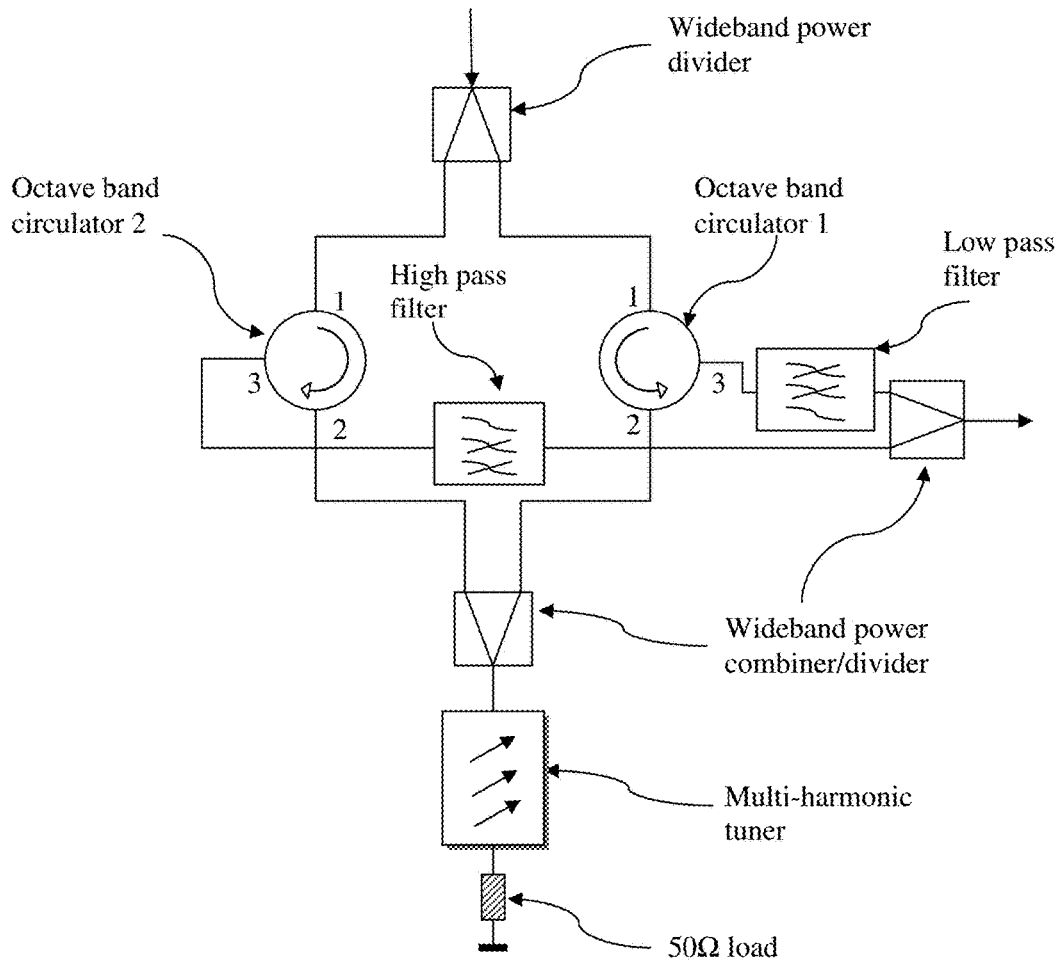 Wideband power
divider
Octave band
circulator 2
Octave band
circulator 1
Low pass
filter
High pass
filter
1
1
3
3
2
2
Wideband power
combiner/divider
Multi-harmonic
tuner
50Ω load